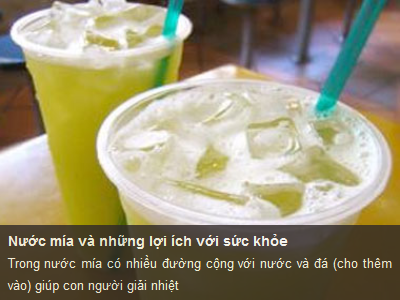 Nước mía và những lợi ích với sức khỏe
Trong nước mía có nhiều đường cộng với nước và đá (cho thêm
vào) giúp con người giãi nhiệt